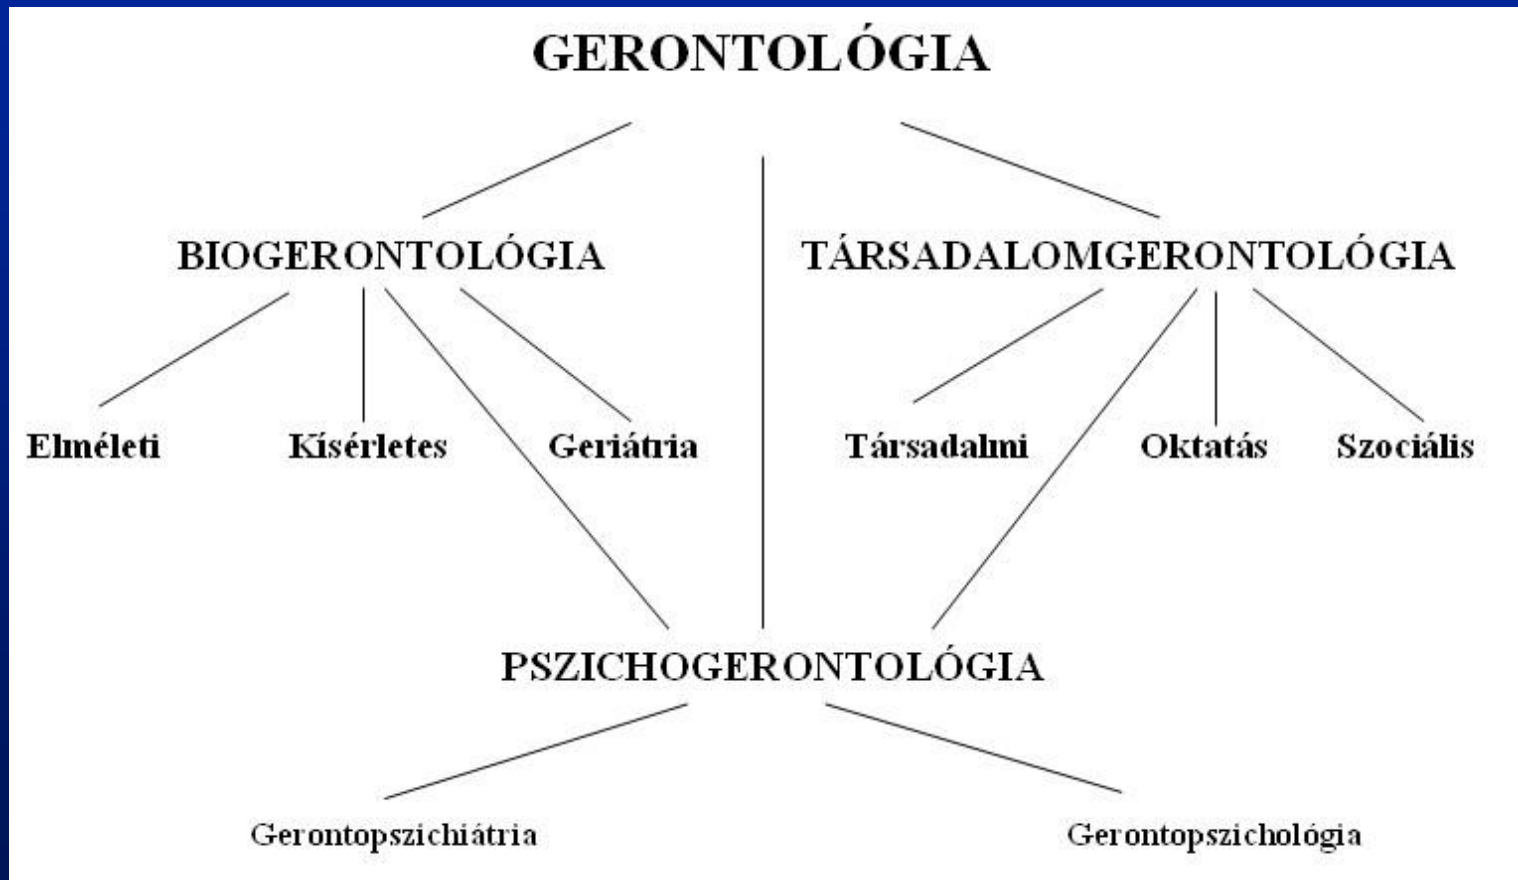 GERONTOLÓGIA
BIOGERONTOLÓGIA TÁRSADALOMGERONTOLÓGIA
Elméleti Kísérletes Geriátria Társadalmi Oktatás Szociális
PSZICHOGERONTOLÓGIA
Gerontopszichiátria Gerontopszichológia